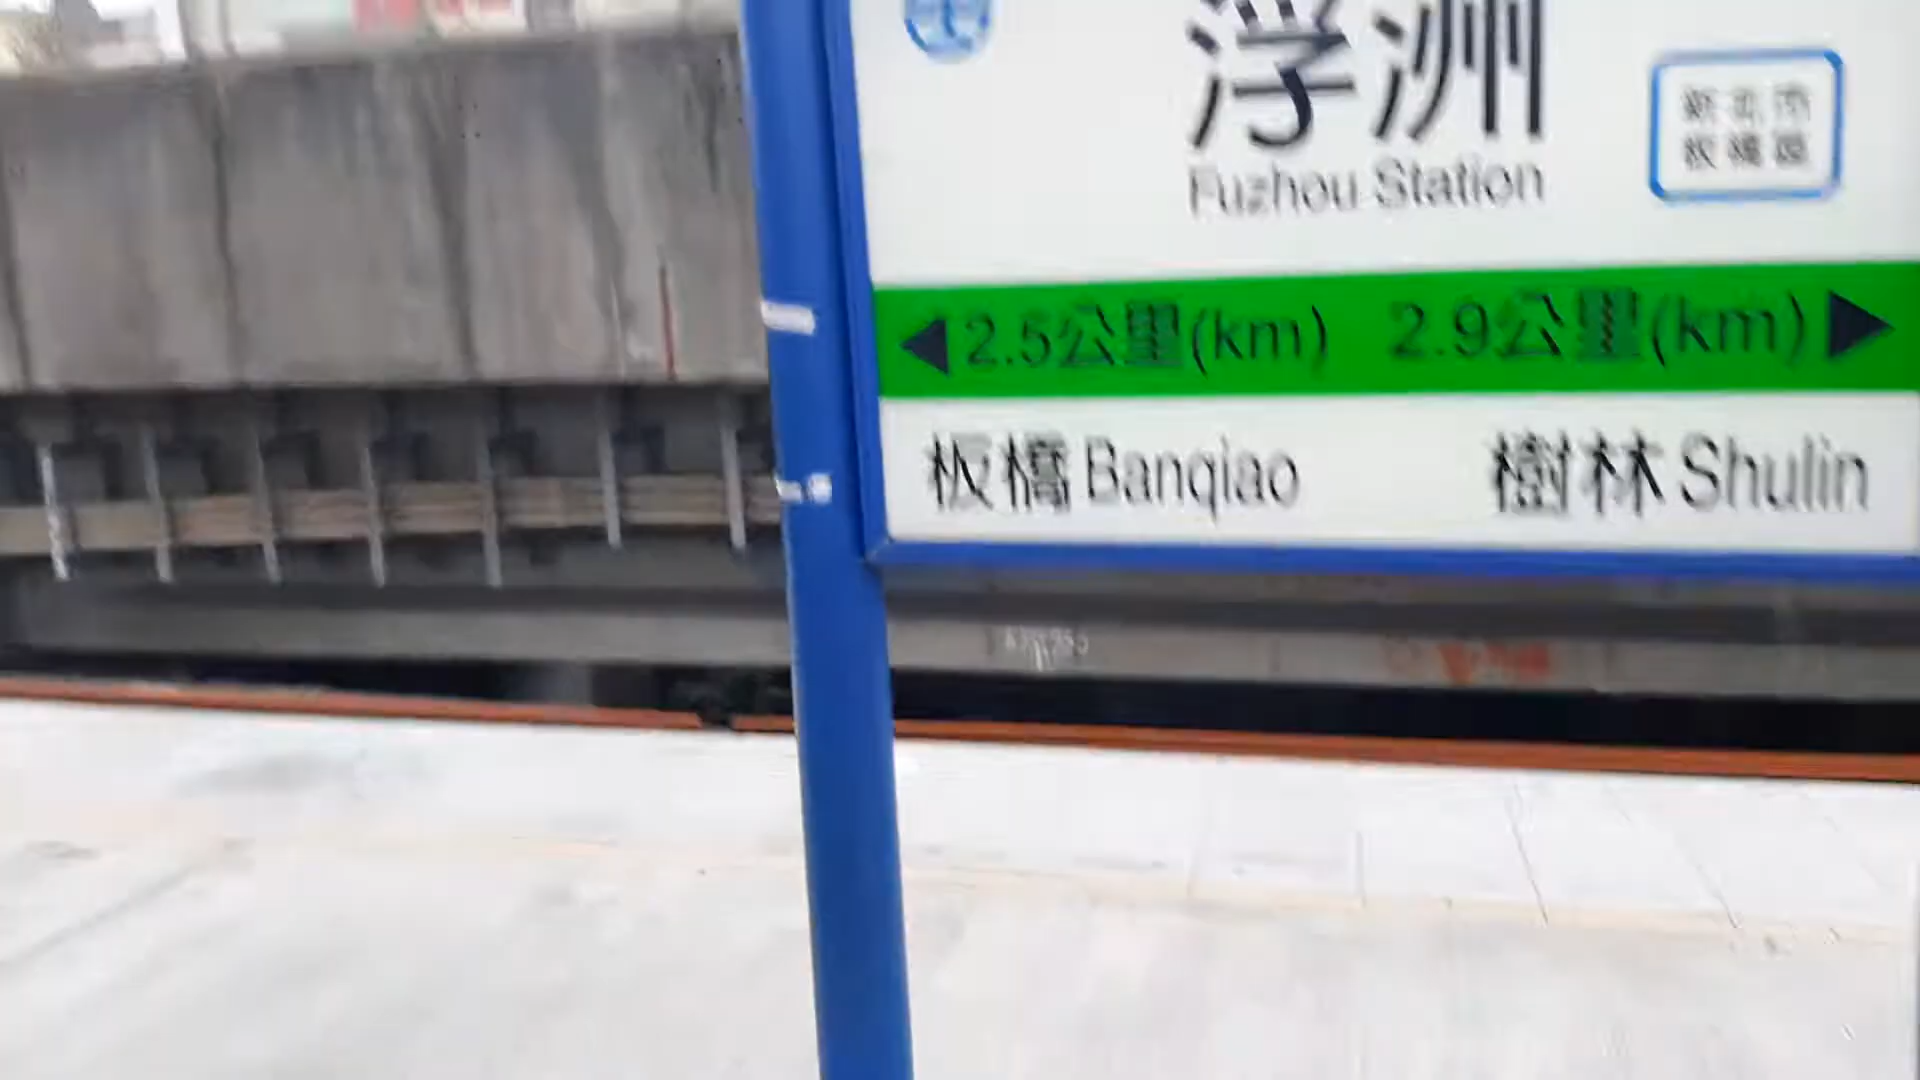 浮洲
Fuzhou Station
新北市
板橋區
2.5公里(km) 2.9公里(km)
板橋 Banqiao 樹林 Shulin